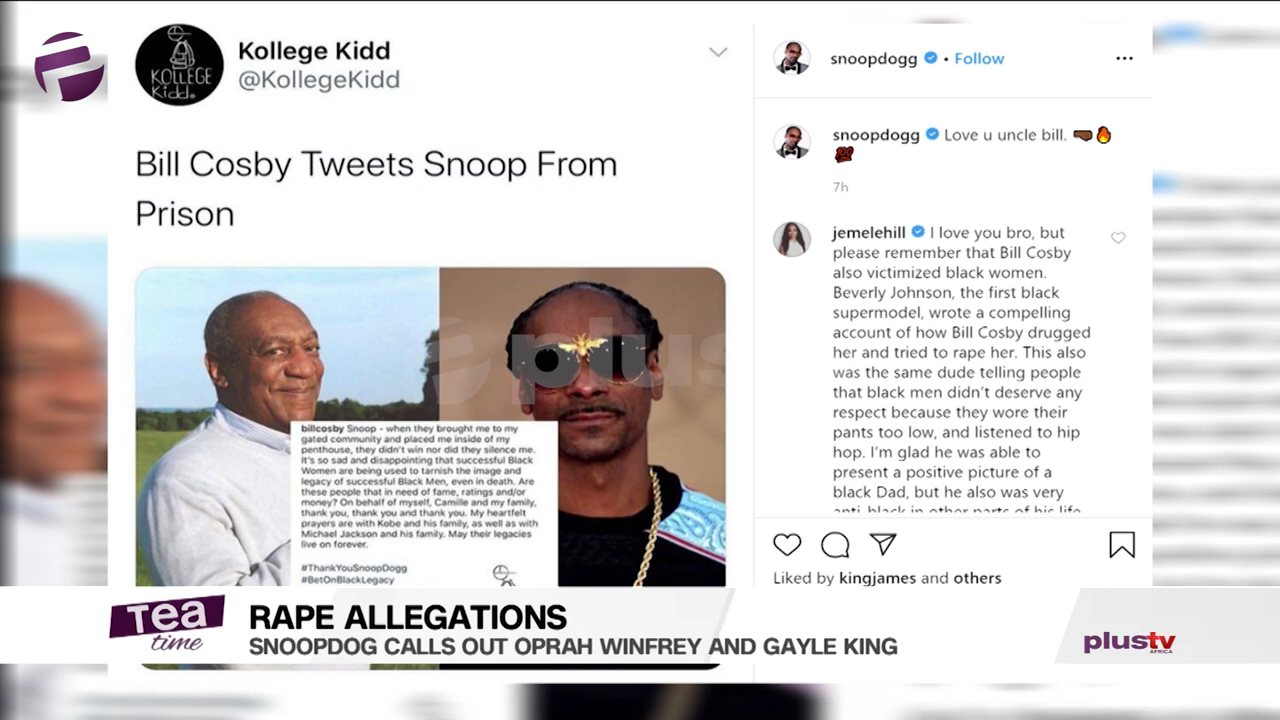 KOLLEGE
Kidd.
Kollege Kidd
@KollegeKidd
Bill Cosby Tweets Snoop From
Prison
plus
billcosby Snoop - when they brought me to my
gated community and placed me inside of my
penthouse, they didn't win nor did they silence me.
It's so sad and disappointing that successful Black
Women are being used to tarnish the image and
legacy of successful Black Men, even in death. Are
these people that in need of fame, ratings and/or
money? On behalf of myself, Camille and my family,
thank you, thank you and thank you. My heartfelt
prayers are with Kobe and his family, as well as with
Michael Jackson and his family. May their legacies
live on forever.
#ThankYouSnoopDogg
#BetOnBlackLegacy
snoopdogg • Follow
snoopdogg Love u uncle bill. 🤜🏾🔥
💯
7h
jemelehill I love you bro, but
please remember that Bill Cosby
also victimized black women.
Beverly Johnson, the first black
supermodel, wrote a compelling
account of how Bill Cosby drugged
her and tried to rape her. This also
was the same dude telling people
that black men didn't deserve any
respect because they wore their
pants too low, and listened to hip
hop. I'm glad he was able to
present a positive picture of a
black Dad, but he also was very
anti-black in other parts of his life
Liked by kingjames and others
Tea
time
RAPE ALLEGATIONS
SNOOPDOG CALLS OUT OPRAH WINFREY AND GAYLE KING
plustv
AFRICA